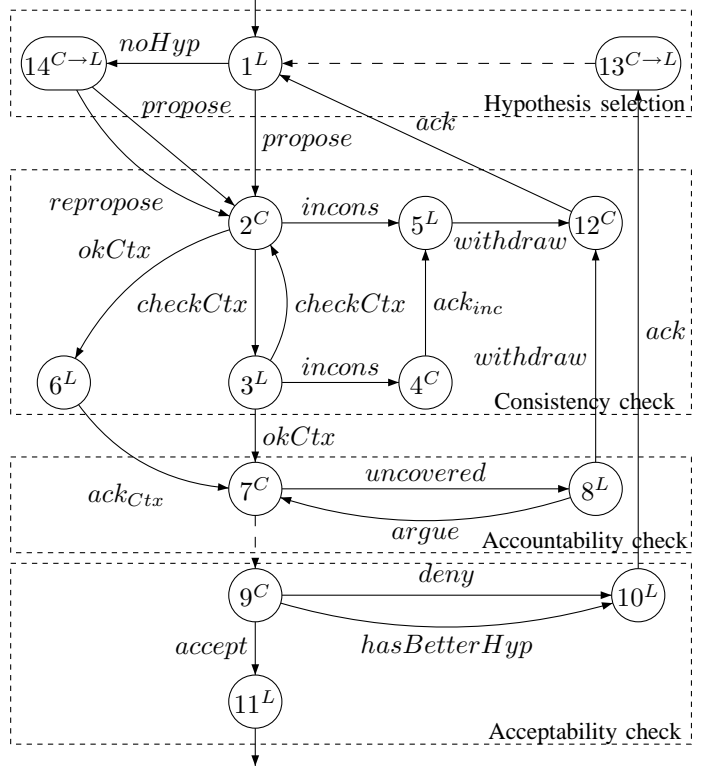 noHyp
14^{C→L}
1^L
13^{C→L}
propose
Hypothesis selection
ack
propose
repropose
incons
2^C
5^L
12^C
withdraw
okCtx
checkCtx
checkCtx
ack_{inc}
ack
withdraw
incons
6^L
3^L
4^C
Consistency check
okCtx
uncovered
ack_{Ctx}
7^C
8^L
argue
Accountability check
deny
9^C
10^L
accept
hasBetterHyp
11^L
Acceptability check